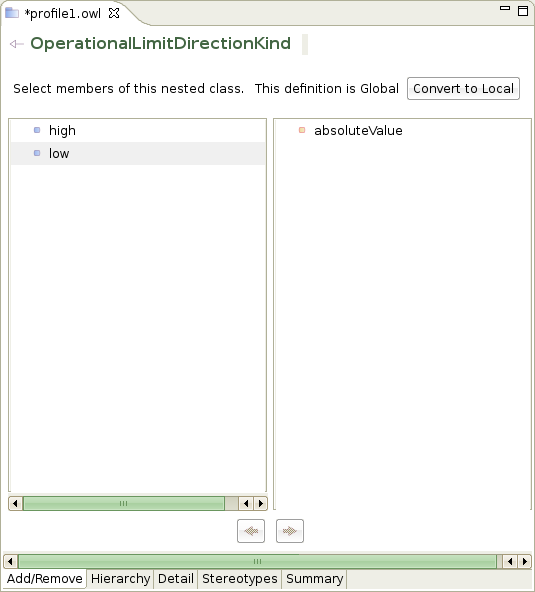 *profile1.owl
OperationalLimitDirectionKind
Select members of this nested class. This definition is Global Convert to Local
high absoluteValue
low
Add/Remove Hierarchy Detail Stereotypes Summary